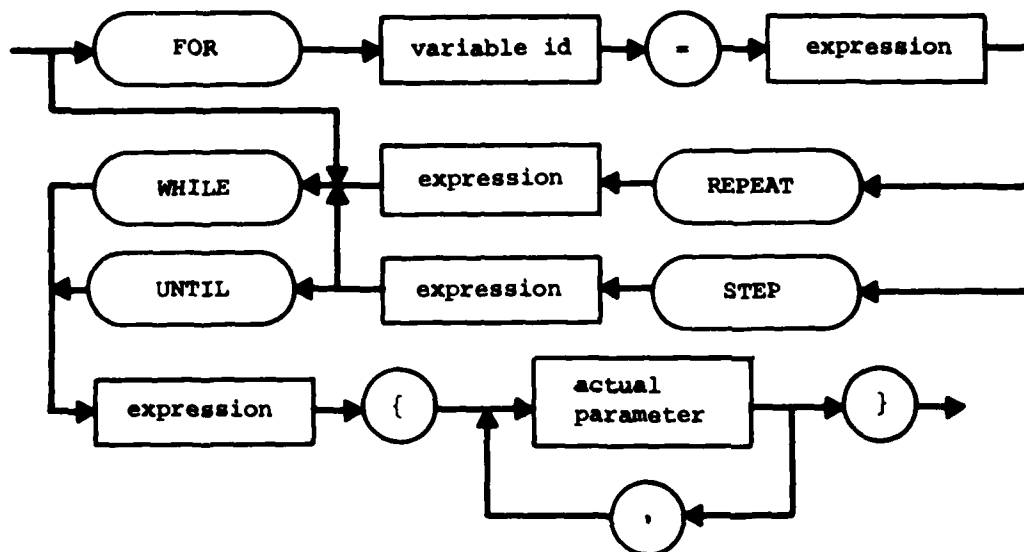 FOR
variable id
=
expression
WHILE
expression
REPEAT
UNTIL
expression
STEP
expression
{
actual
parameter
}
,